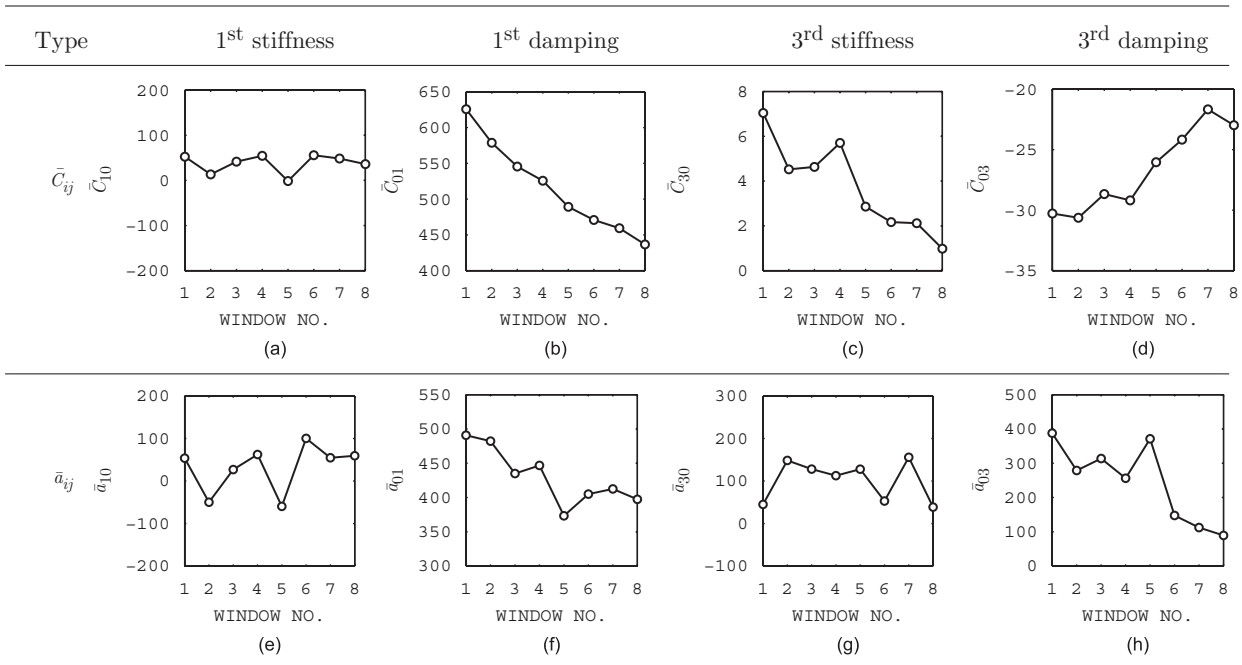 Type 1st stiffness 1st damping 3rd stiffness 3rd damping
C̄ij
C̄10
200
100
0
−100
−200
1 2 3 4 5 6 7 8
WINDOW NO.
(a)
C̄01
650
600
550
500
450
400
1 2 3 4 5 6 7 8
WINDOW NO.
(b)
C̄30
8
6
4
2
0
1 2 3 4 5 6 7 8
WINDOW NO.
(c)
C̄03
−20
−25
−30
−35
1 2 3 4 5 6 7 8
WINDOW NO.
(d)
āij
ā10
200
100
0
−100
−200
1 2 3 4 5 6 7 8
WINDOW NO.
(e)
ā01
550
500
450
400
350
300
1 2 3 4 5 6 7 8
WINDOW NO.
(f)
ā30
300
200
100
0
−100
1 2 3 4 5 6 7 8
WINDOW NO.
(g)
ā03
500
400
300
200
100
0
1 2 3 4 5 6 7 8
WINDOW NO.
(h)